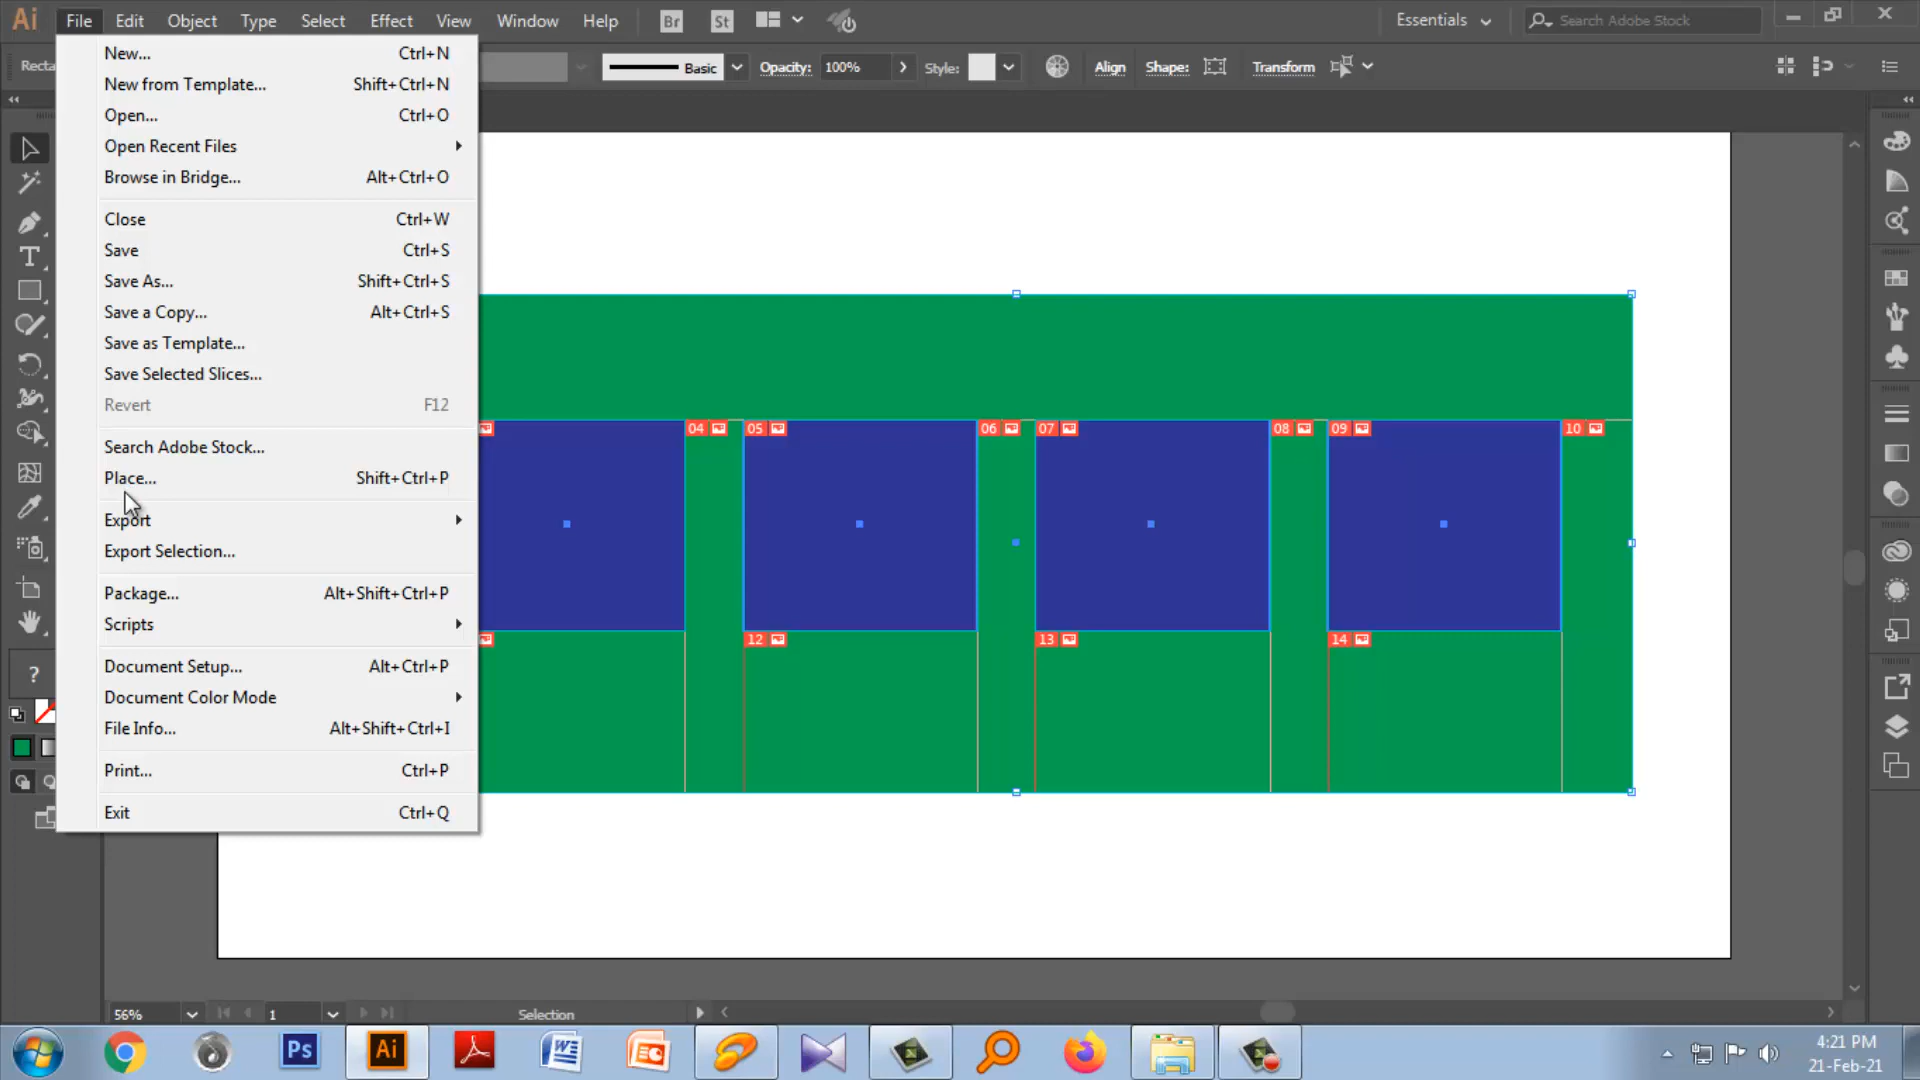 Ai File Edit Object Type Select Effect View Window Help Br St Essentials Search Adobe Stock
Recta Basic Opacity: 100% Style: Align Shape: Transform
New... Ctrl+N
New from Template... Shift+Ctrl+N
Open... Ctrl+O
Open Recent Files
Browse in Bridge... Alt+Ctrl+O
Close Ctrl+W
Save Ctrl+S
Save As... Shift+Ctrl+S
Save a Copy... Alt+Ctrl+S
Save as Template...
Save Selected Slices...
Revert F12
Search Adobe Stock...
Place... Shift+Ctrl+P
Export
Export Selection...
Package... Alt+Shift+Ctrl+P
Scripts
Document Setup... Alt+Ctrl+P
Document Color Mode
File Info... Alt+Shift+Ctrl+I
Print... Ctrl+P
Exit Ctrl+Q
04 05 06 07 08 09 10
12 13 14
?
56% 1 Selection
Ps Ai W
4:21 PM
21-Feb-21